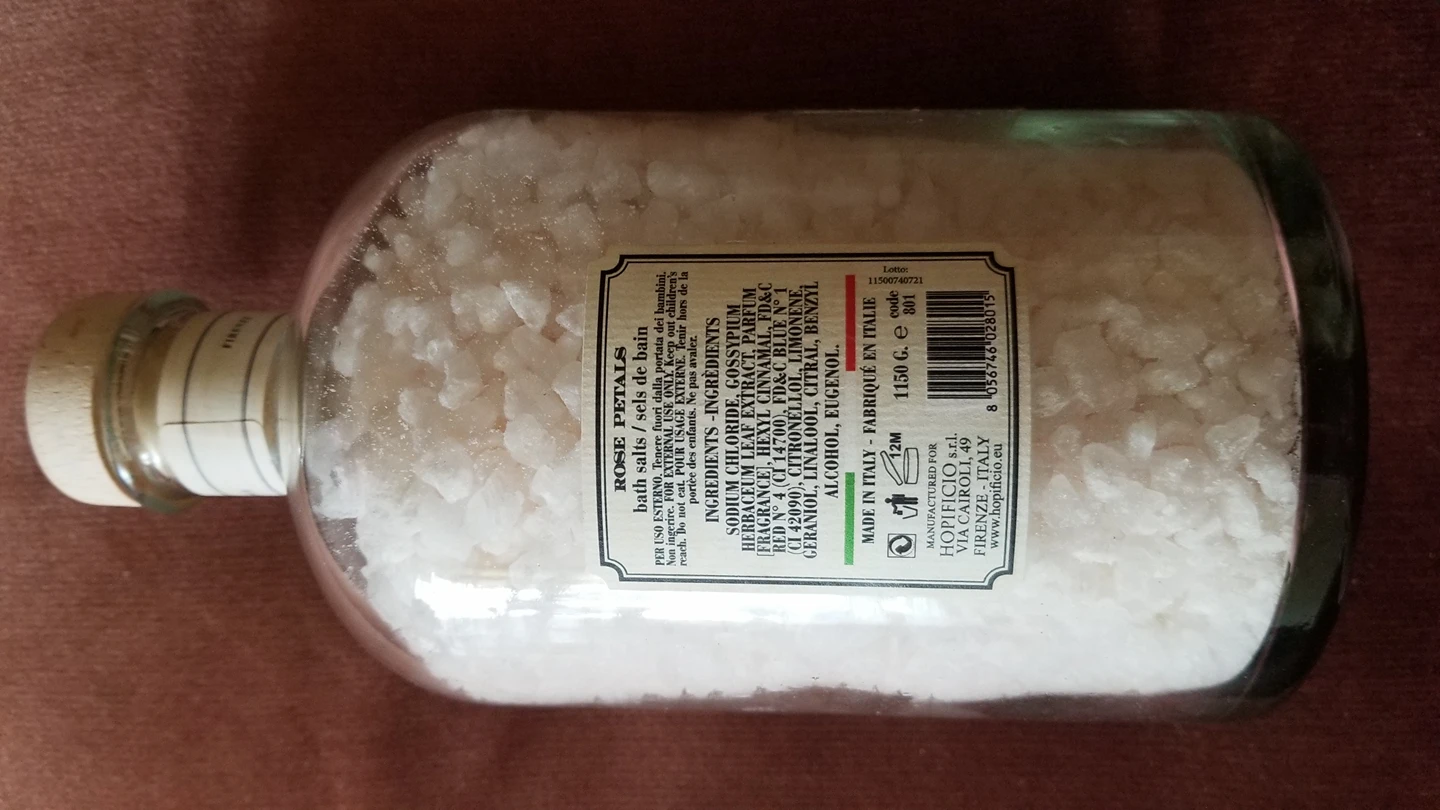 FIRENZE
ROSE PETALS
bath salts / sels de bain
PER USO ESTERNO. Tenere fuori dalla portata dei bambini.
Non ingerire. FOR EXTERNAL USE ONLY. Keep out children's
reach. Do not eat. POUR USAGE EXTERNE. Tenir hors de la
portée des enfants. Ne pas avaler.
INGREDIENTS -INGRÉDIENTS
SODIUM CHLORIDE, GOSSYPIUM
HERBACEUM LEAF EXTRACT, PARFUM
[FRAGRANCE], HEXYL CINNAMAL, FD&C
RED N° 4 (CI 14700), FD&C BLUE N° 1
(CI 42090), CITRONELLOL, LIMONENE,
GERANIOL, LINALOOL, CITRAL, BENZYL
ALCOHOL, EUGENOL.
MADE IN ITALY - FABRIQUÉ EN ITALIE
12M
1150 G. e
code
801
Lotto:
11500740721
MANUFACTURED FOR
HOPIFICIO s.r.l.
VIA CAIROLI, 49
FIRENZE - ITALY
www.hopificio.eu
8 056746 028015